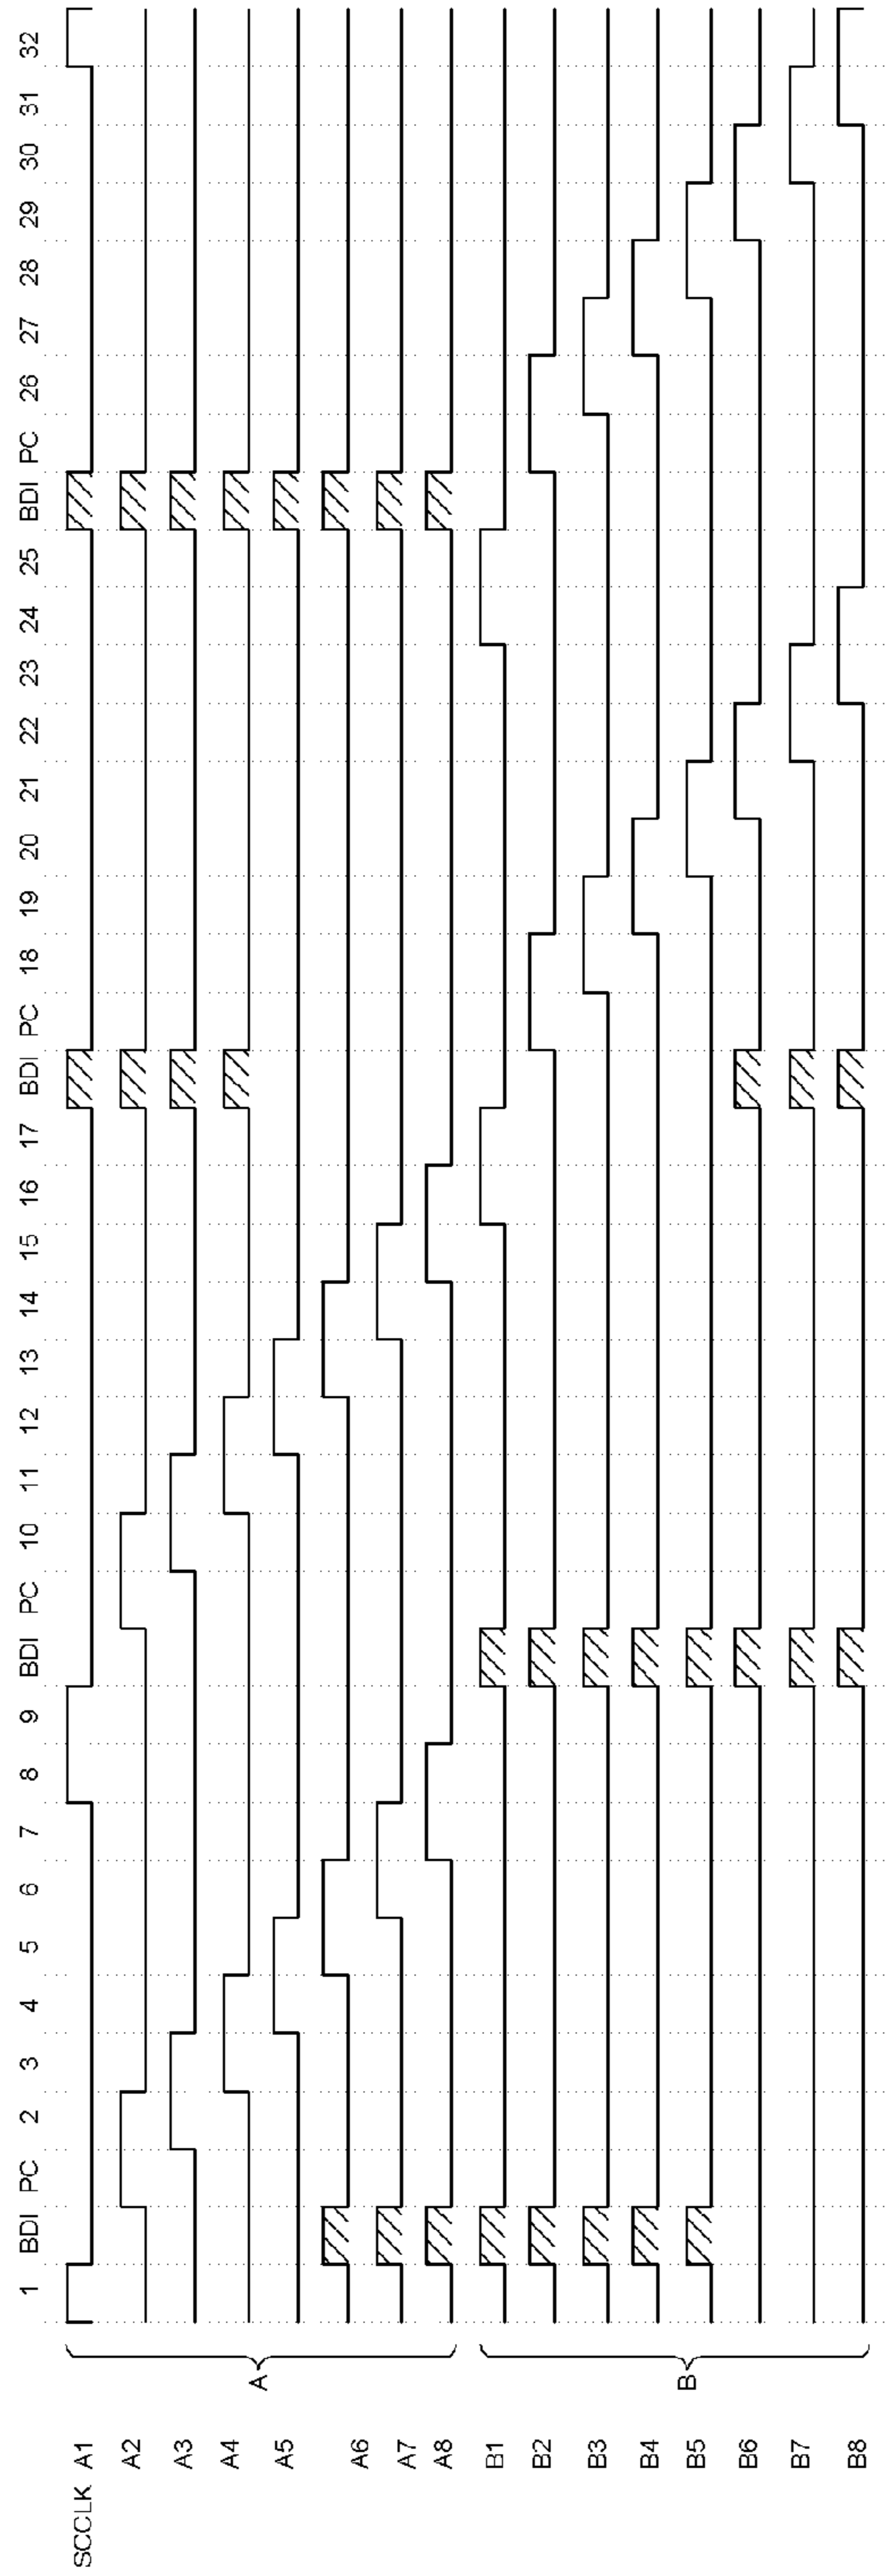 1 BDI PC 2 3 4 5 6 7 8 9 BDI PC 10 11 12 13 14 15 16 17 BDI PC 18 19 20 21 22 23 24 25 BDI PC 26 27 28 29 30 31 32
SCCLK A1
A2
A3
A4
A5
A6
A7
A8
A
B1
B2
B3
B4
B5
B6
B7
B8
B